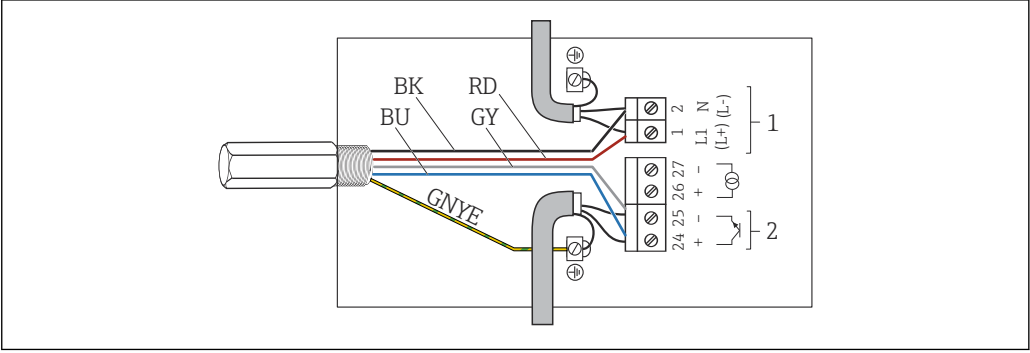 BK
RD
BU
GY
GNYE
2 N (L-)
1 L1 (L+)
1
27 -
26 +
25 -
24 +
2